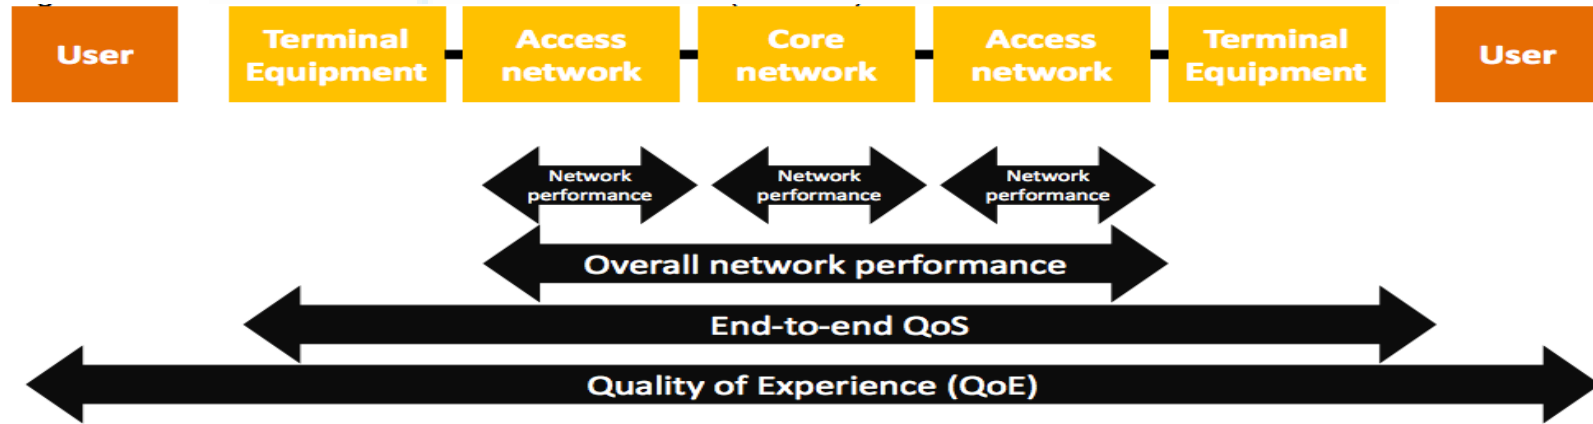 User
Terminal
Equipment
Access
network
Core
network
Access
network
Terminal
Equipment
User
Network
performance
Network
performance
Network
performance
Overall network performance
End-to-end QoS
Quality of Experience (QoE)